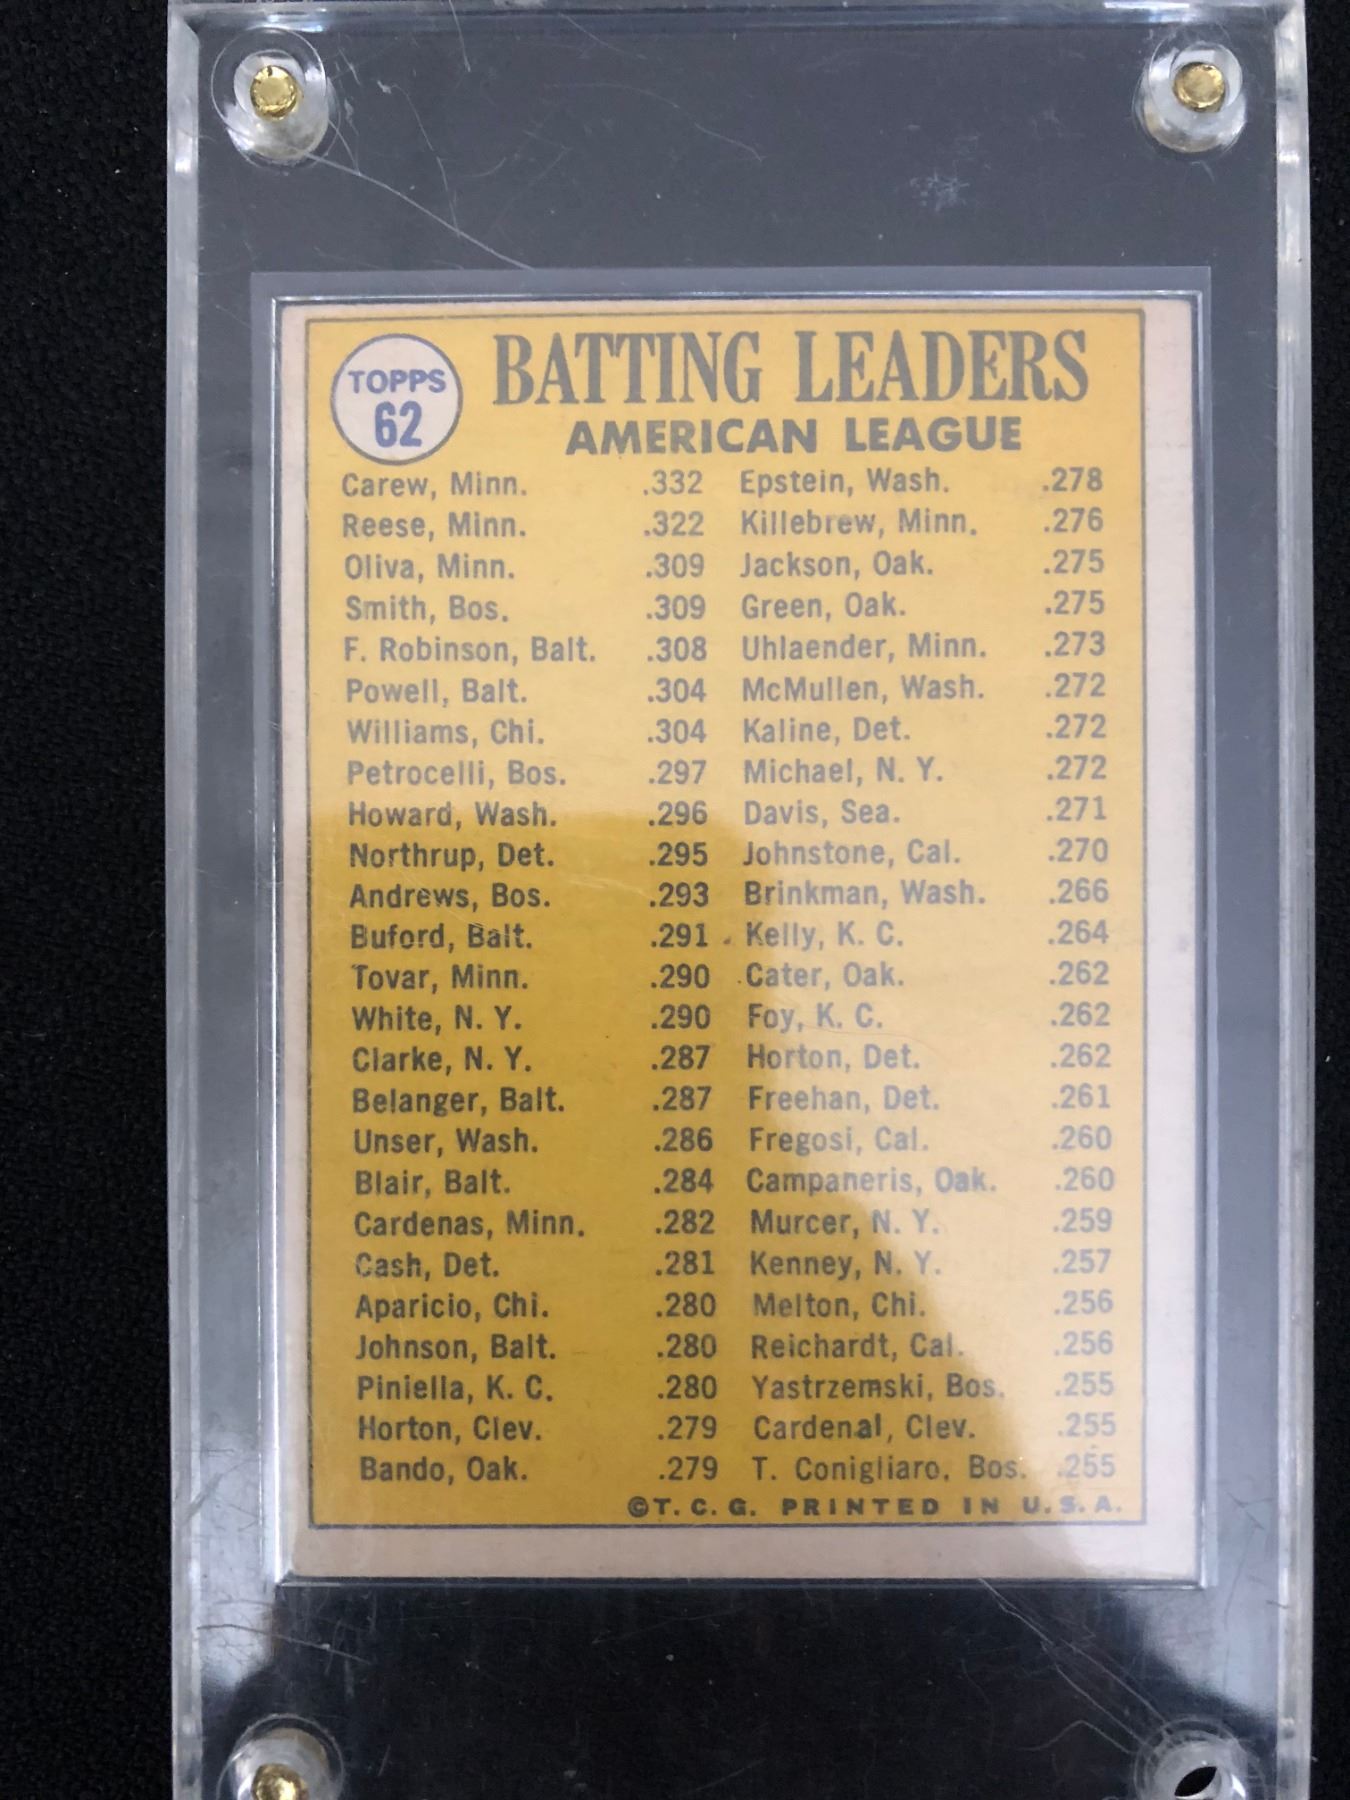 TOPPS
62
BATTING LEADERS
AMERICAN LEAGUE
Carew, Minn. .332
Reese, Minn. .322
Oliva, Minn. .309
Smith, Bos. .309
F. Robinson, Balt. .308
Powell, Balt. .304
Williams, Chi. .304
Petrocelli, Bos. .297
Howard, Wash. .296
Northrup, Det. .295
Andrews, Bos. .293
Buford, Balt. .291
Tovar, Minn. .290
White, N. Y. .290
Clarke, N. Y. .287
Belanger, Balt. .287
Unser, Wash. .286
Blair, Balt. .284
Cardenas, Minn. .282
Cash, Det. .281
Aparicio, Chi. .280
Johnson, Balt. .280
Piniella, K. C. .280
Horton, Clev. .279
Bando, Oak. .279
Epstein, Wash. .278
Killebrew, Minn. .276
Jackson, Oak. .275
Green, Oak. .275
Uhlaender, Minn. .273
McMullen, Wash. .272
Kaline, Det. .272
Michael, N. Y. .272
Davis, Sea. .271
Johnstone, Cal. .270
Brinkman, Wash. .266
Kelly, K. C. .264
Cater, Oak. .262
Foy, K. C. .262
Horton, Det. .262
Freehan, Det. .261
Fregosi, Cal. .260
Campaneris, Oak. .260
Murcer, N. Y. .259
Kenney, N. Y. .257
Melton, Chi. .256
Reichardt, Cal. .256
Yastrzemski, Bos. .255
Cardenal, Clev. .255
T. Conigliaro, Bos. .255
©T. C. G. PRINTED IN U.S.A.